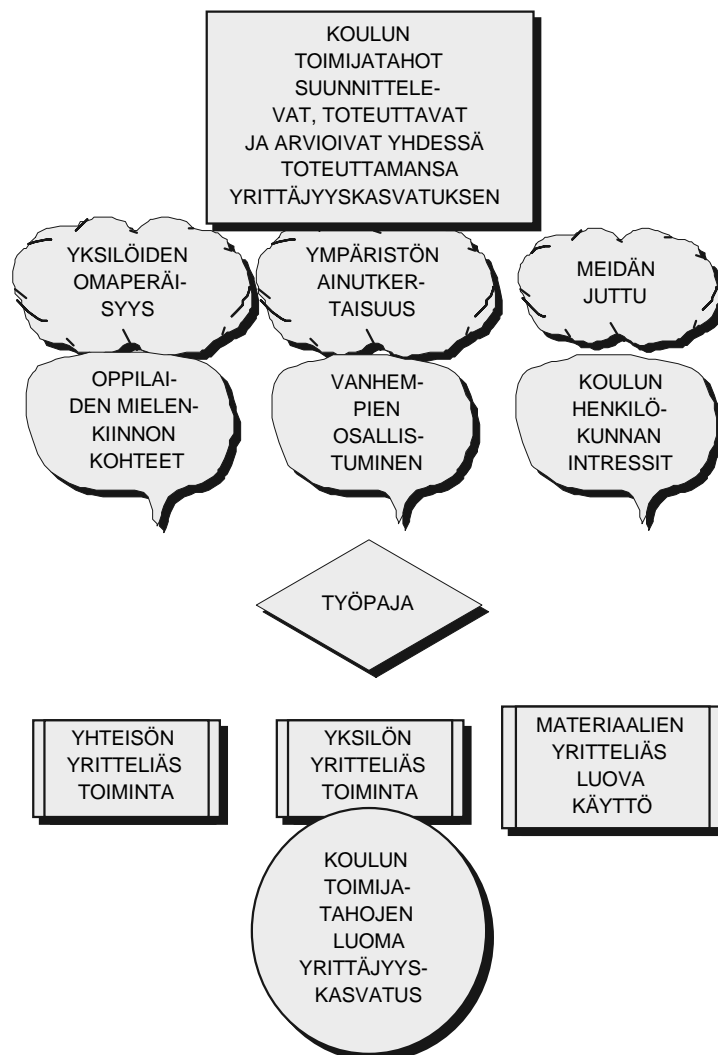 KOULUN
TOIMIJATAHOT
SUUNNITTELE-
VAT, TOTEUTTAVAT
JA ARVIOIVAT YHDESSÄ
TOTEUTTAMANSA
YRITTÄJYYSKASVATUKSEN
YKSILÖIDEN
OMAPERÄI-
SYYS
YMPÄRISTÖN
AINUTKER-
TAISUUS
MEIDÄN
JUTTU
OPPILAI-
DEN MIELEN-
KIINNON
KOHTEET
VANHEM-
PIEN
OSALLIS-
TUMINEN
KOULUN
HENKILÖ-
KUNNAN
INTRESSIT
TYÖPAJA
YHTEISÖN
YRITTELIÄS
TOIMINTA
YKSILÖN
YRITTELIÄS
TOIMINTA
MATERIAALIEN
YRITTELIÄS
LUOVA
KÄYTTÖ
KOULUN
TOIMIJA-
TAHOJEN
LUOMA
YRITTÄJYYS-
KASVATUS